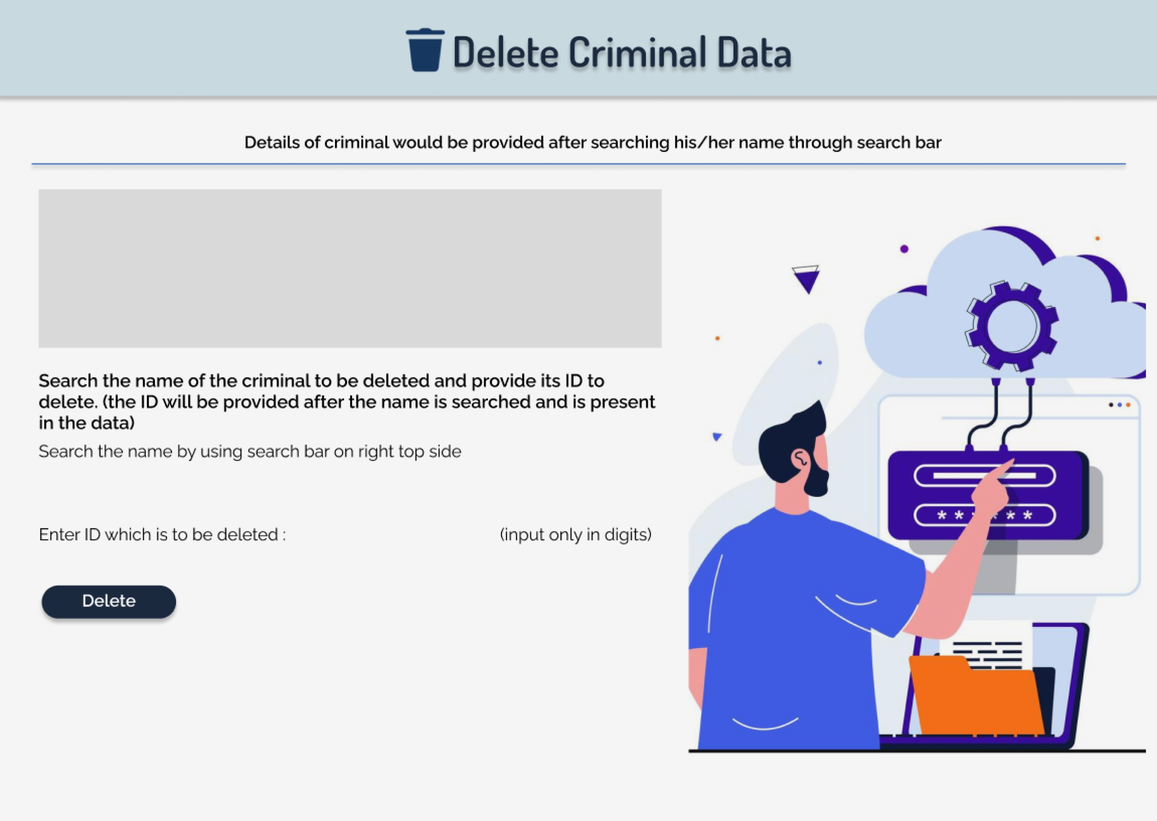 Delete Criminal Data
Details of criminal would be provided after searching his/her name through search bar
Search the name of the criminal to be deleted and provide its ID to
delete. (the ID will be provided after the name is searched and is present
in the data)
Search the name by using search bar on right top side
Enter ID which is to be deleted : (input only in digits)
Delete